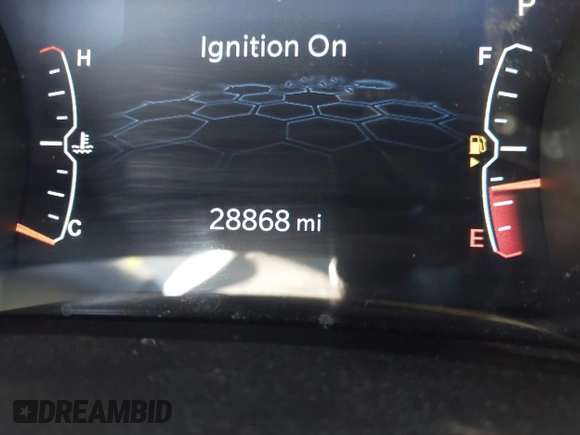 P
Ignition On
H
F
C
28868 mi
E
DREAMBID